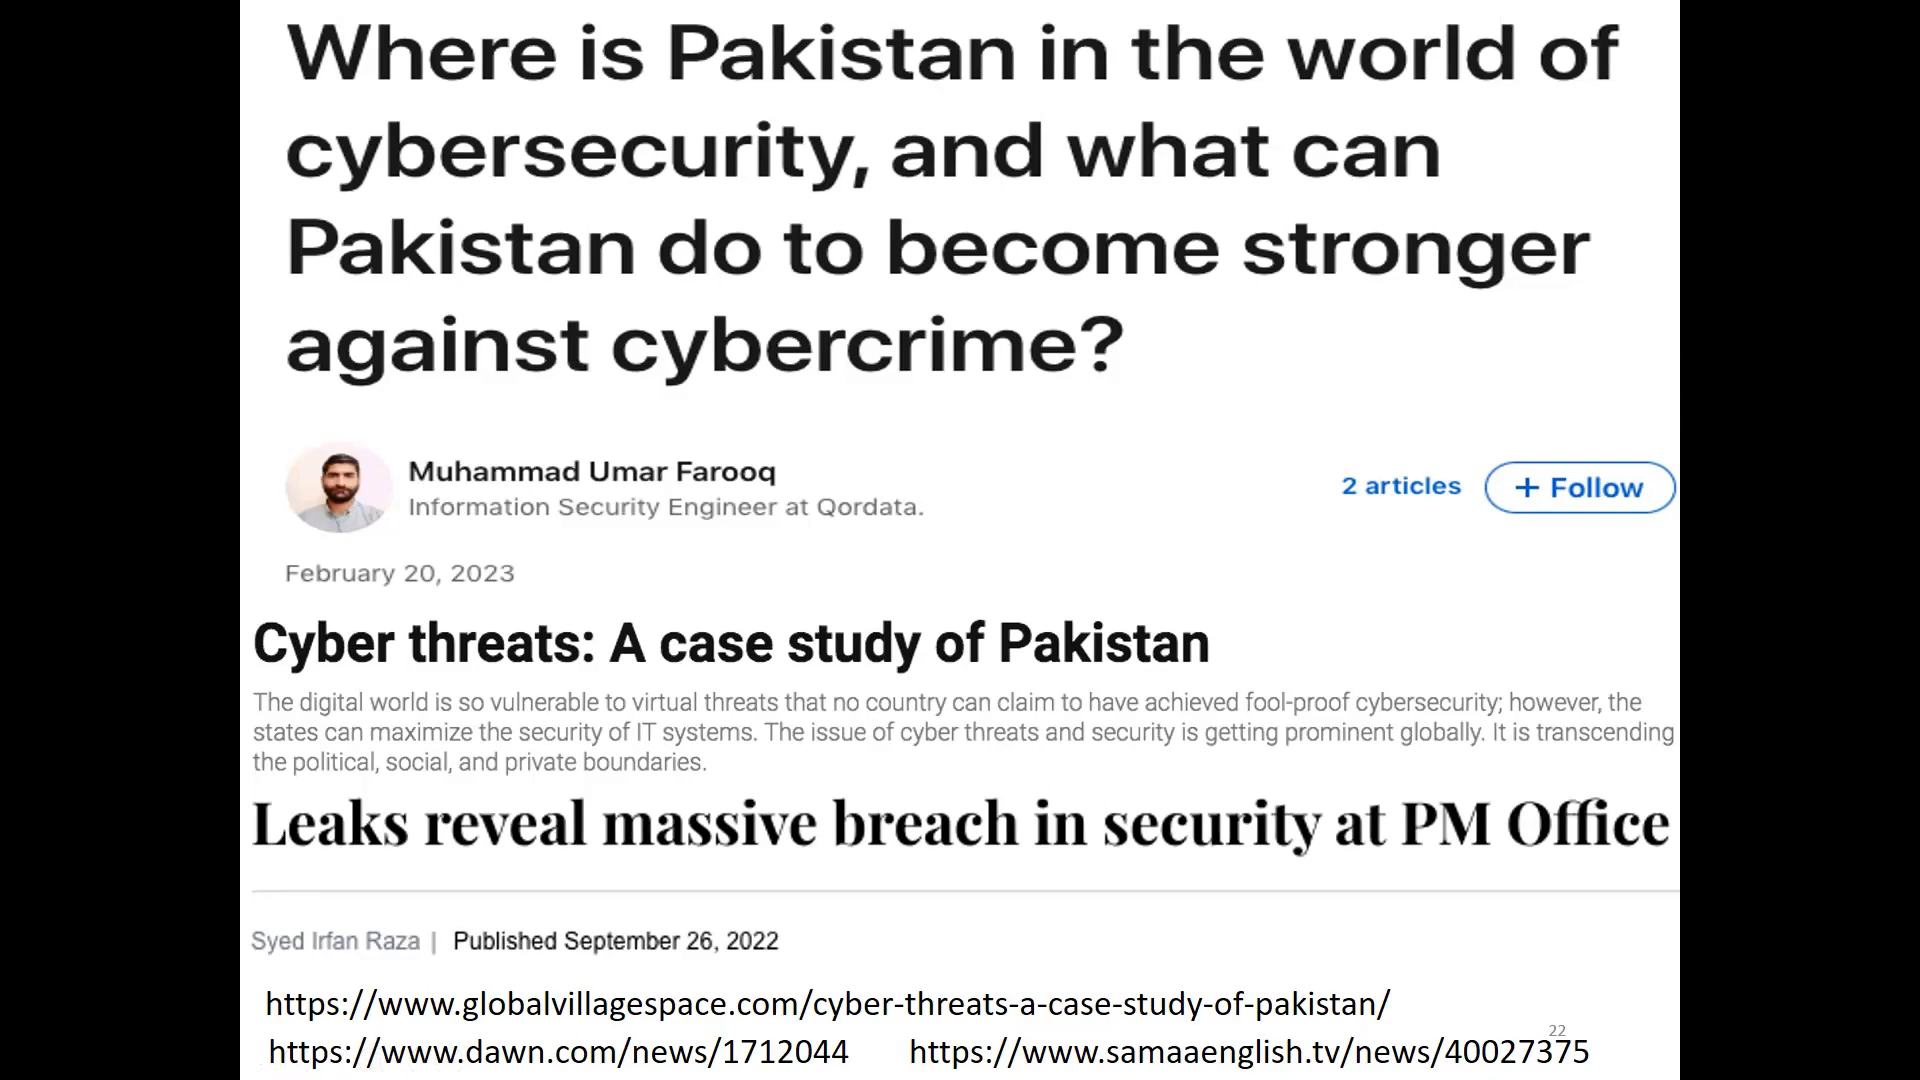 Where is Pakistan in the world of
cybersecurity, and what can
Pakistan do to become stronger
against cybercrime?
Muhammad Umar Farooq
Information Security Engineer at Qordata.
2 articles
+ Follow
February 20, 2023
Cyber threats: A case study of Pakistan
The digital world is so vulnerable to virtual threats that no country can claim to have achieved fool-proof cybersecurity; however, the
states can maximize the security of IT systems. The issue of cyber threats and security is getting prominent globally. It is transcending
the political, social, and private boundaries.
Leaks reveal massive breach in security at PM Office
Syed Irfan Raza | Published September 26, 2022
https://www.globalvillagespace.com/cyber-threats-a-case-study-of-pakistan/
22
https://www.dawn.com/news/1712044 https://www.samaaenglish.tv/news/40027375